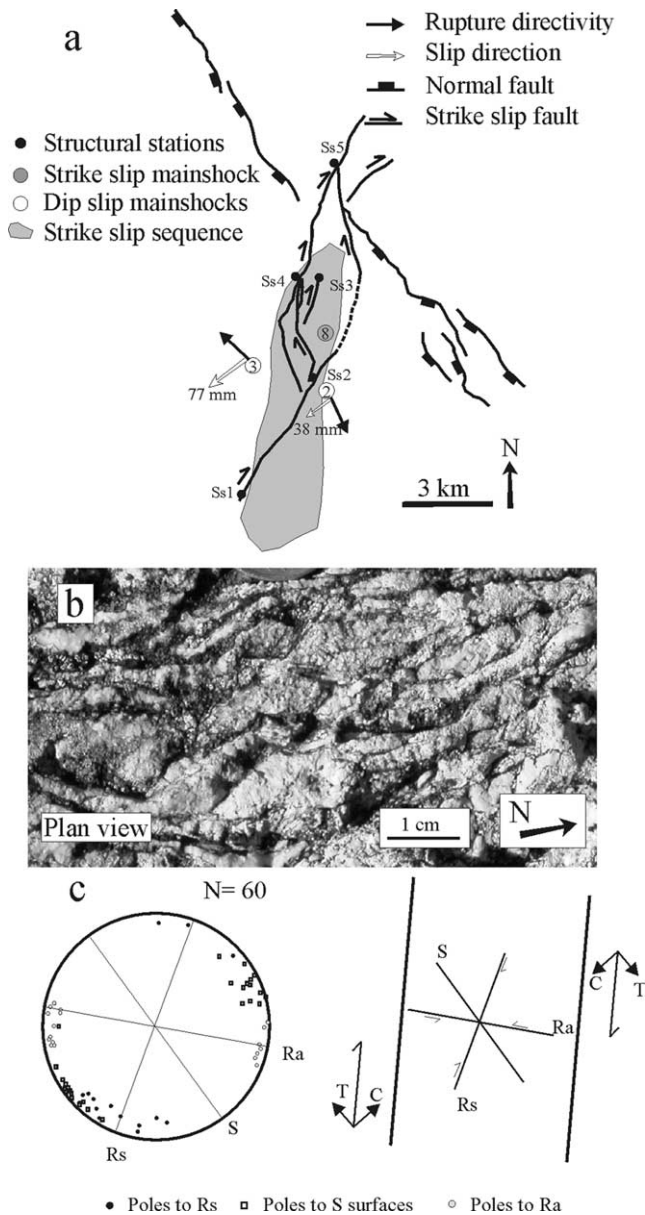 a
Rupture directivity
Slip direction
Normal fault
Strike slip fault
Structural stations
Strike slip mainshock
Dip slip mainshocks
Strike slip sequence
Ss5
Ss4
Ss3
8
3
Ss2
2
77 mm
38 mm
Ss1
N
3 km
b
Plan view
1 cm
N
c
N= 60
S
C
T
Ra
Ra
T
C
S
Rs
Rs
Poles to Rs
Poles to S surfaces
Poles to Ra